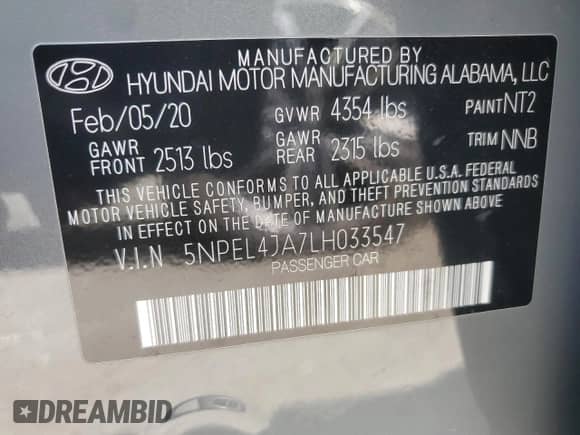 MANUFACTURED BY
HYUNDAI MOTOR MANUFACTURING ALABAMA, LLC
Feb/05/20 GVWR 4354 lbs PAINT NT2
GAWR FRONT 2513 lbs GAWR REAR 2315 lbs TRIM NNB
THIS VEHICLE CONFORMS TO ALL APPLICABLE U.S.A. FEDERAL
MOTOR VEHICLE SAFETY, BUMPER, AND THEFT PREVENTION STANDARDS
IN EFFECT ON THE DATE OF MANUFACTURE SHOWN ABOVE
V.I.N 5NPEL4JA7LH033547
PASSENGER CAR
DREAMBID